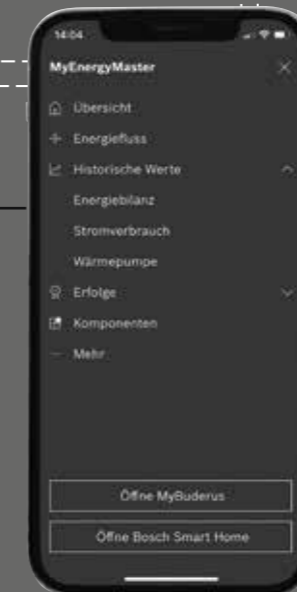 14:04
MyEnergyMaster
Übersicht
Energiefluss
Historische Werte
Energiebilanz
Stromverbrauch
Wärmepumpe
Erfolge
Komponenten
Mehr
Öffne MyBuderus
Öffne Bosch Smart Home